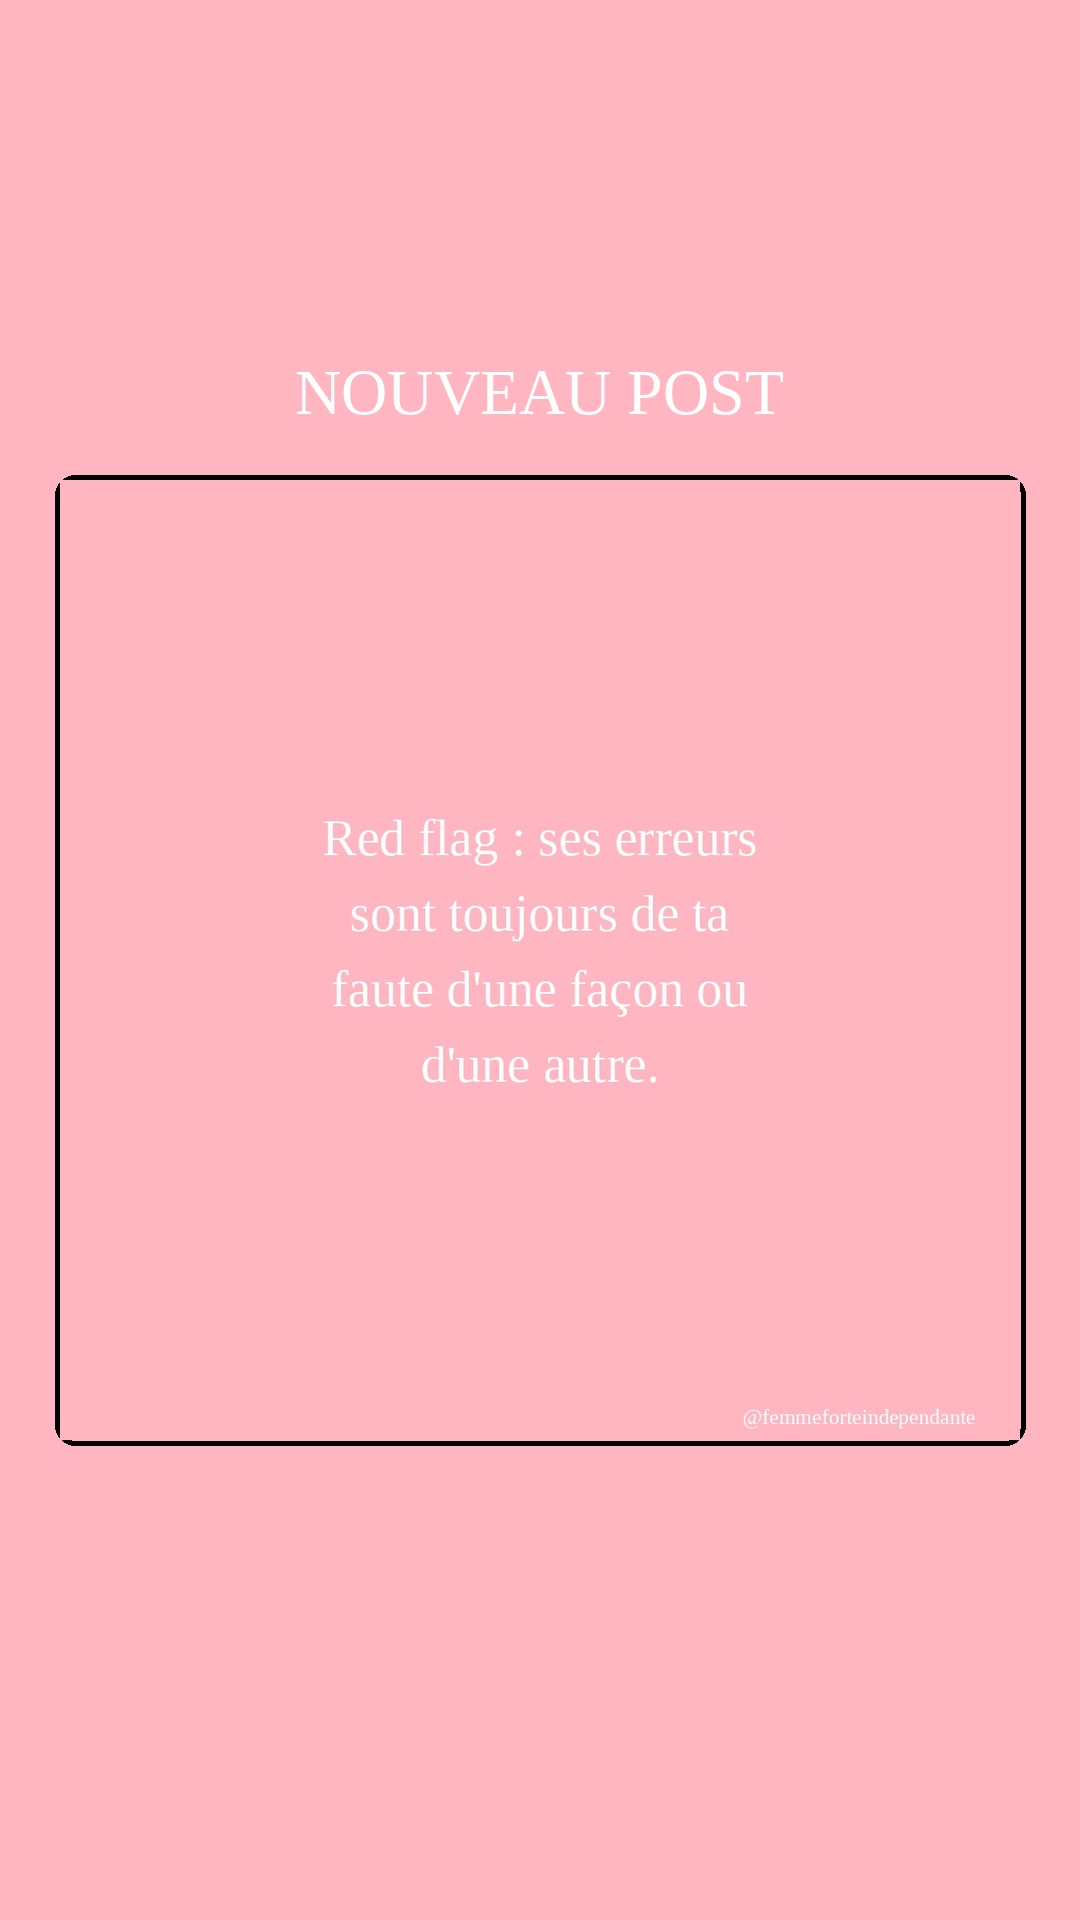 NOUVEAU POST
Red flag : ses erreurs
sont toujours de ta
faute d'une façon ou
d'une autre.
@femmeforteindependante